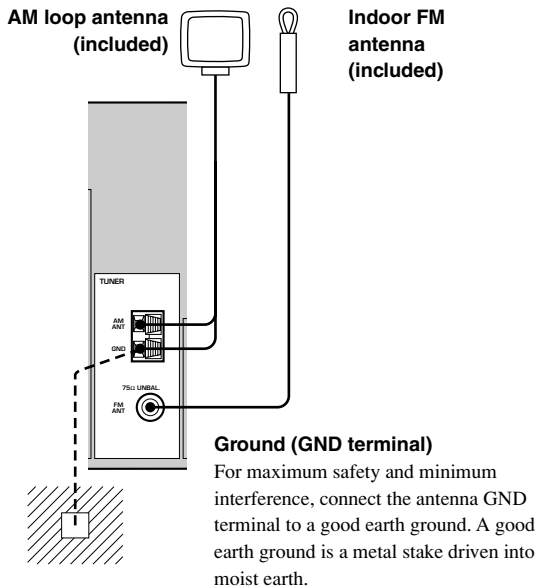 AM loop antenna
(included)
Indoor FM
antenna
(included)
TUNER
AM
ANT
GND
75Ω UNBAL.
FM
ANT
Ground (GND terminal)
For maximum safety and minimum
interference, connect the antenna GND
terminal to a good earth ground. A good
earth ground is a metal stake driven into
moist earth.